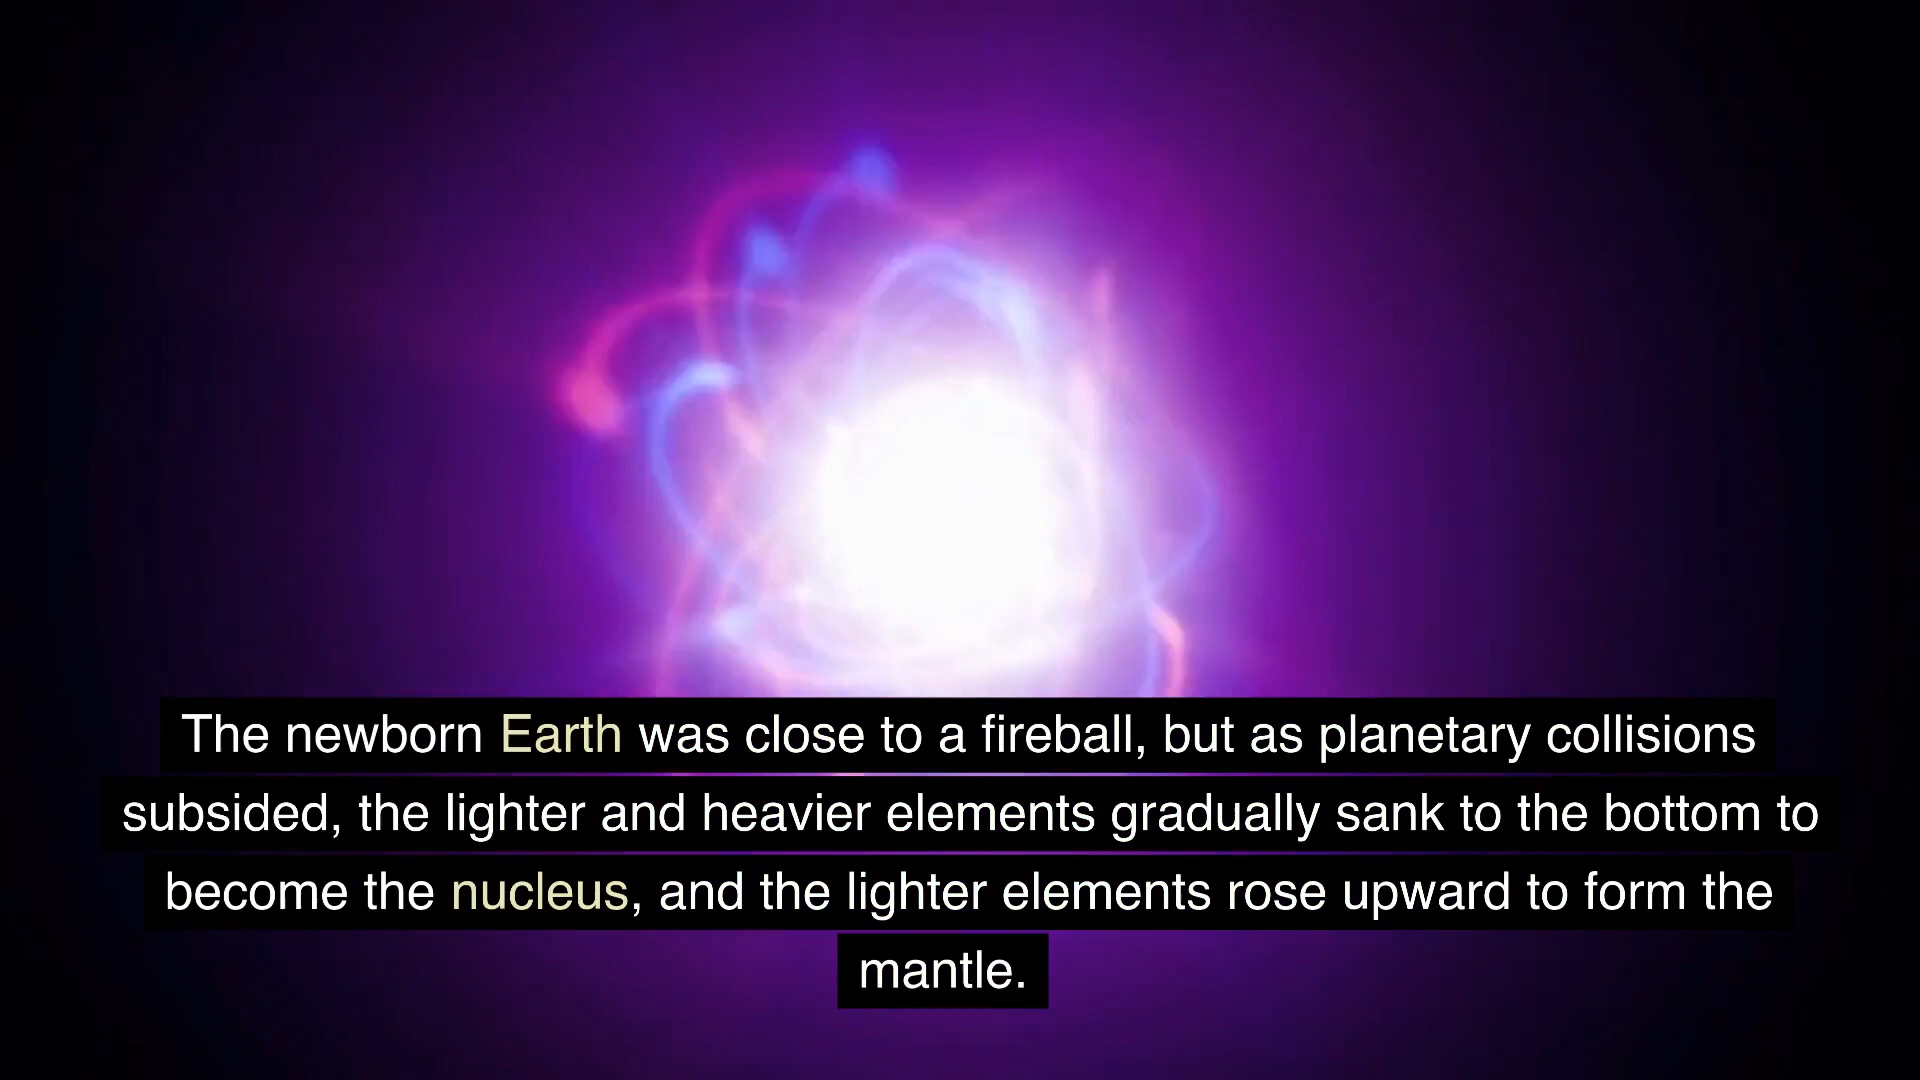 The newborn Earth was close to a fireball, but as planetary collisions
subsided, the lighter and heavier elements gradually sank to the bottom to
become the nucleus, and the lighter elements rose upward to form the
mantle.